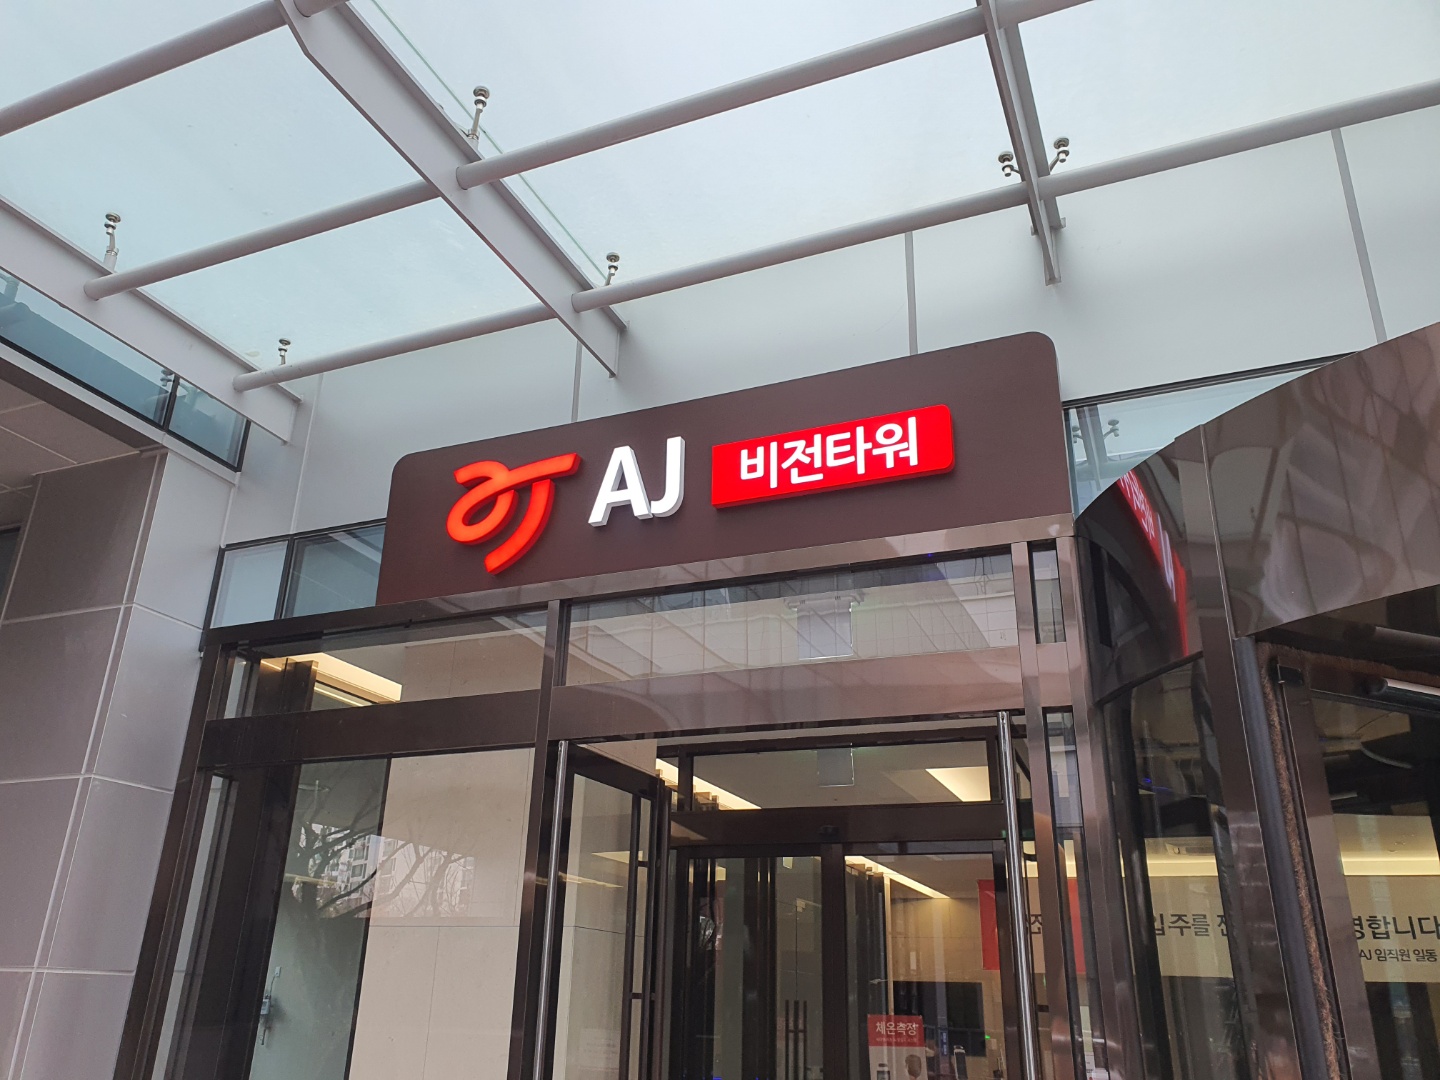 AJ 비전타워
입주를
합니다
AJ 임직원 일동
체온측정